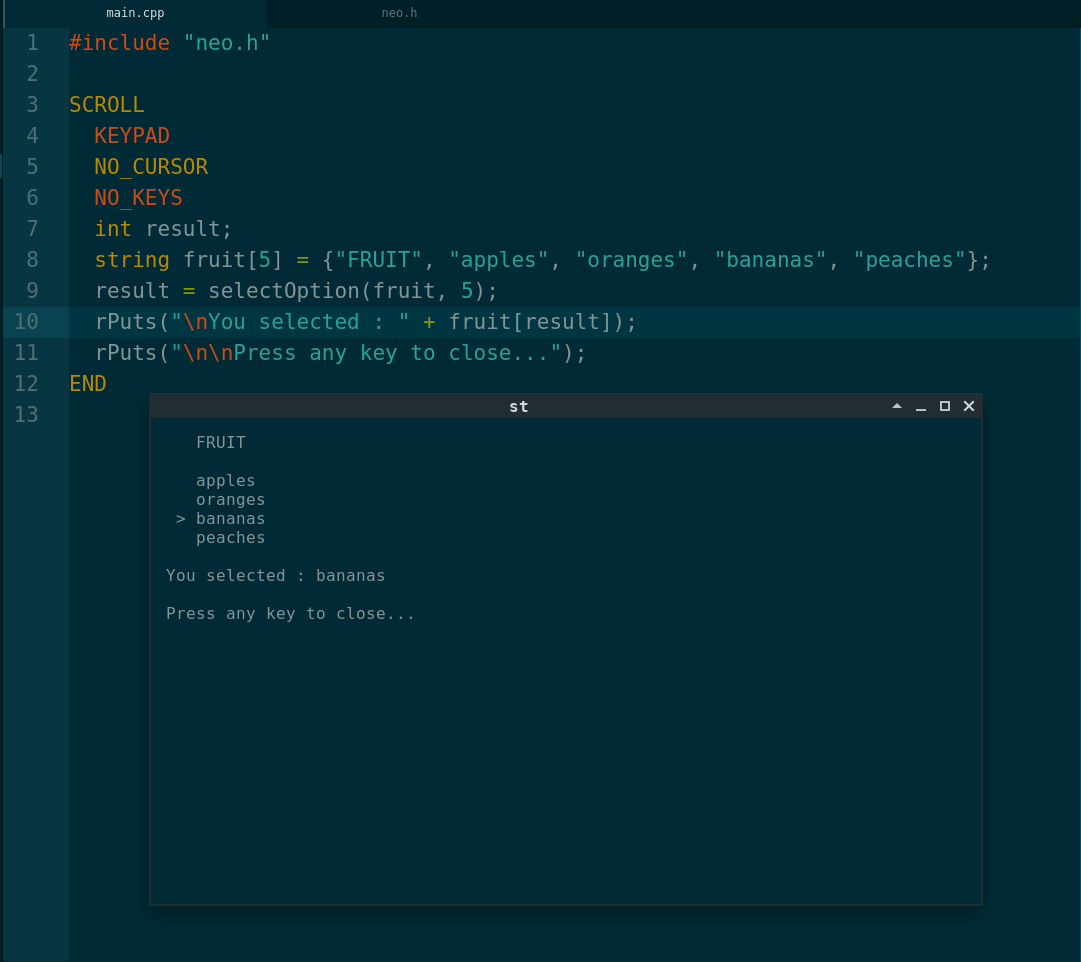 main.cpp neo.h
1 #include "neo.h"
2
3 SCROLL
4 KEYPAD
5 NO_CURSOR
6 NO_KEYS
7 int result;
8 string fruit[5] = {"FRUIT", "apples", "oranges", "bananas", "peaches"};
9 result = selectOption(fruit, 5);
10 rPuts("\nYou selected : " + fruit[result]);
11 rPuts("\n\nPress any key to close...");
12 END
13
st
FRUIT
apples
oranges
> bananas
peaches
You selected : bananas
Press any key to close...